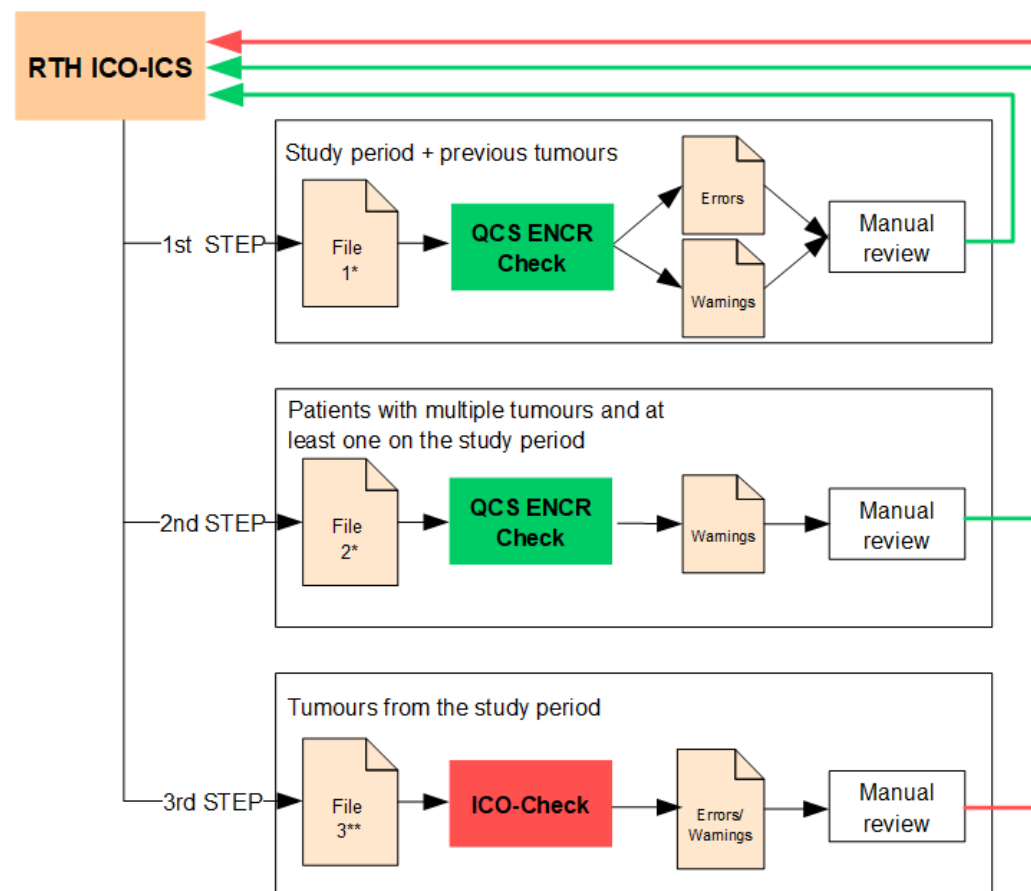 RTH ICO-ICS
Study period + previous tumours
1st STEP
File
1*
QCS ENCR
Check
Errors
Warnings
Manual
review
Patients with multiple tumours and at
least one on the study period
2nd STEP
File
2*
QCS ENCR
Check
Warnings
Manual
review
Tumours from the study period
3rd STEP
File
3**
ICO-Check
Errors/
Warnings
Manual
review